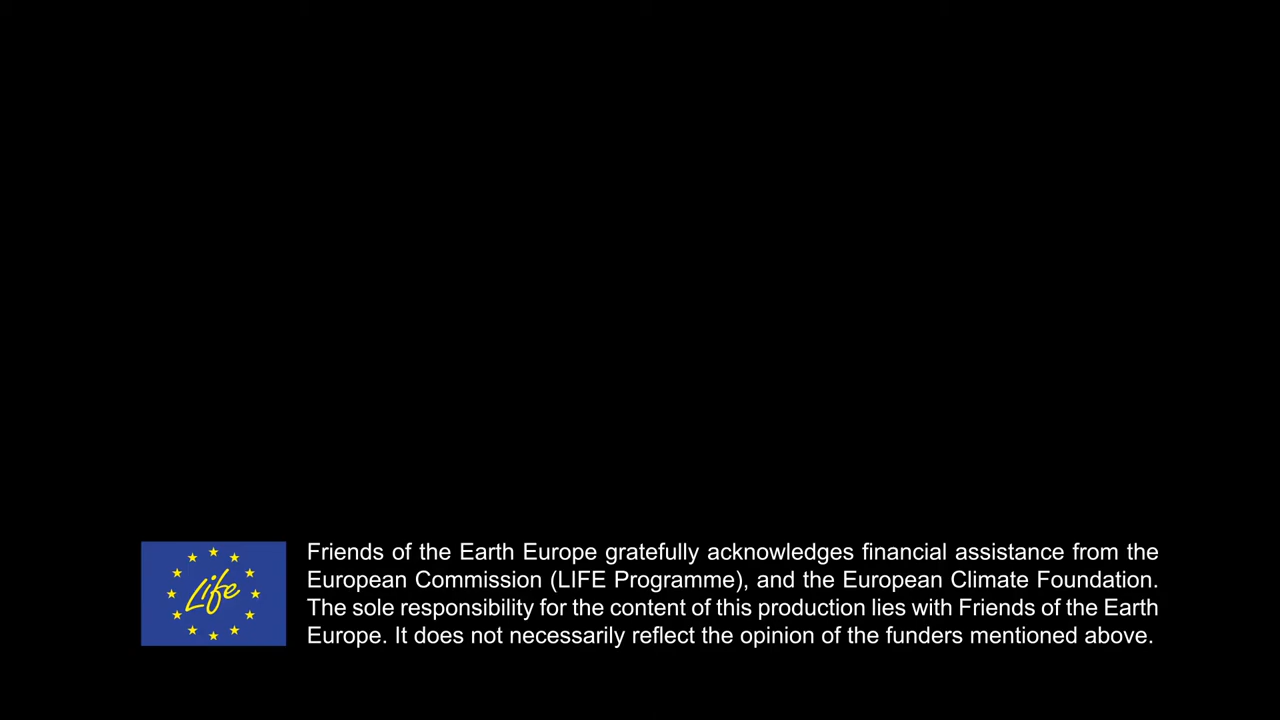 Life
Friends of the Earth Europe gratefully acknowledges financial assistance from the
European Commission (LIFE Programme), and the European Climate Foundation.
The sole responsibility for the content of this production lies with Friends of the Earth
Europe. It does not necessarily reflect the opinion of the funders mentioned above.